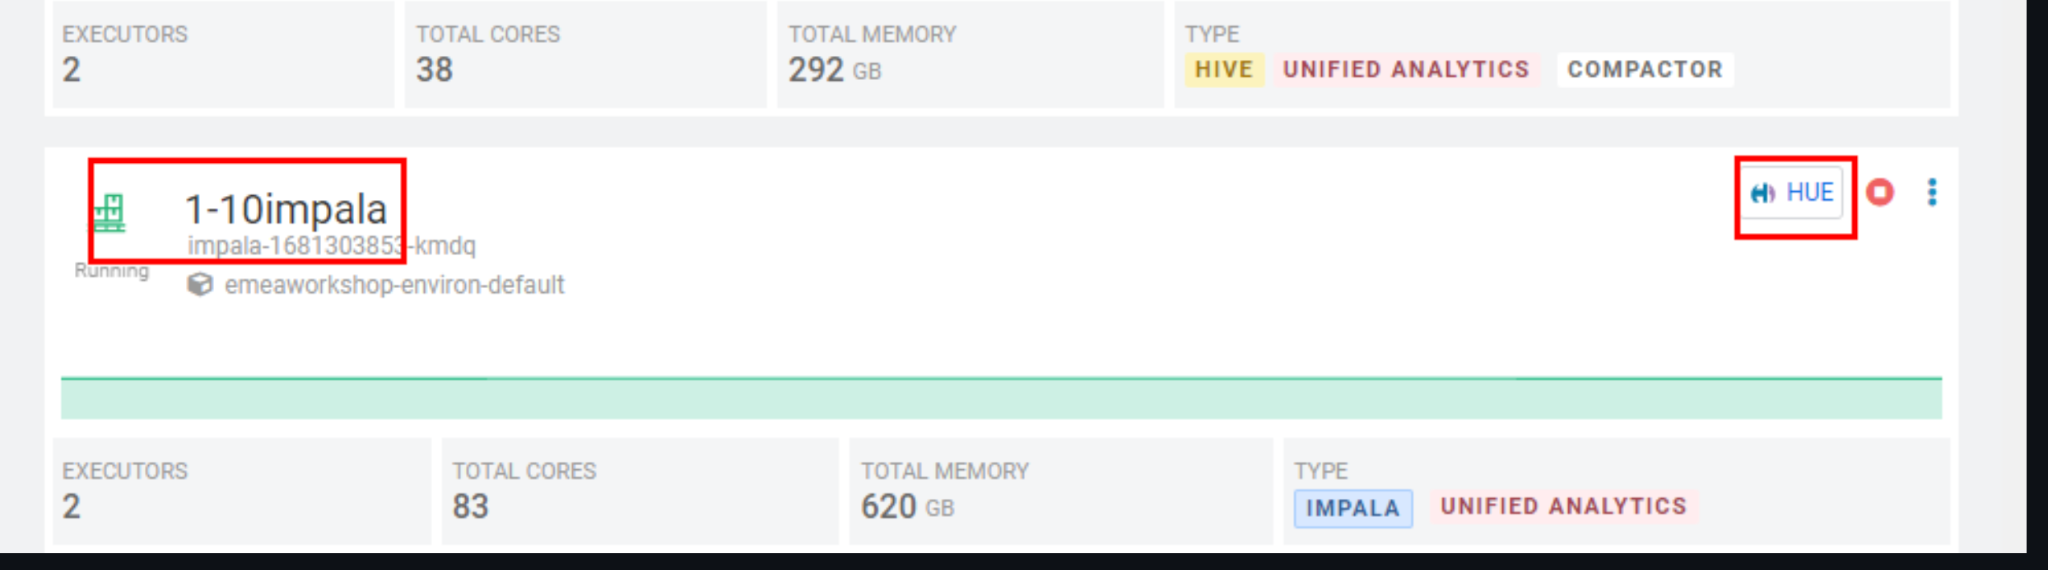 EXECUTORS TOTAL CORES TOTAL MEMORY TYPE
2 38 292 GB HIVE UNIFIED ANALYTICS COMPACTOR
1-10impala HUE
impala-1681303853-kmdq
Running
emeaworkshop-environ-default
EXECUTORS TOTAL CORES TOTAL MEMORY TYPE
2 83 620 GB IMPALA UNIFIED ANALYTICS